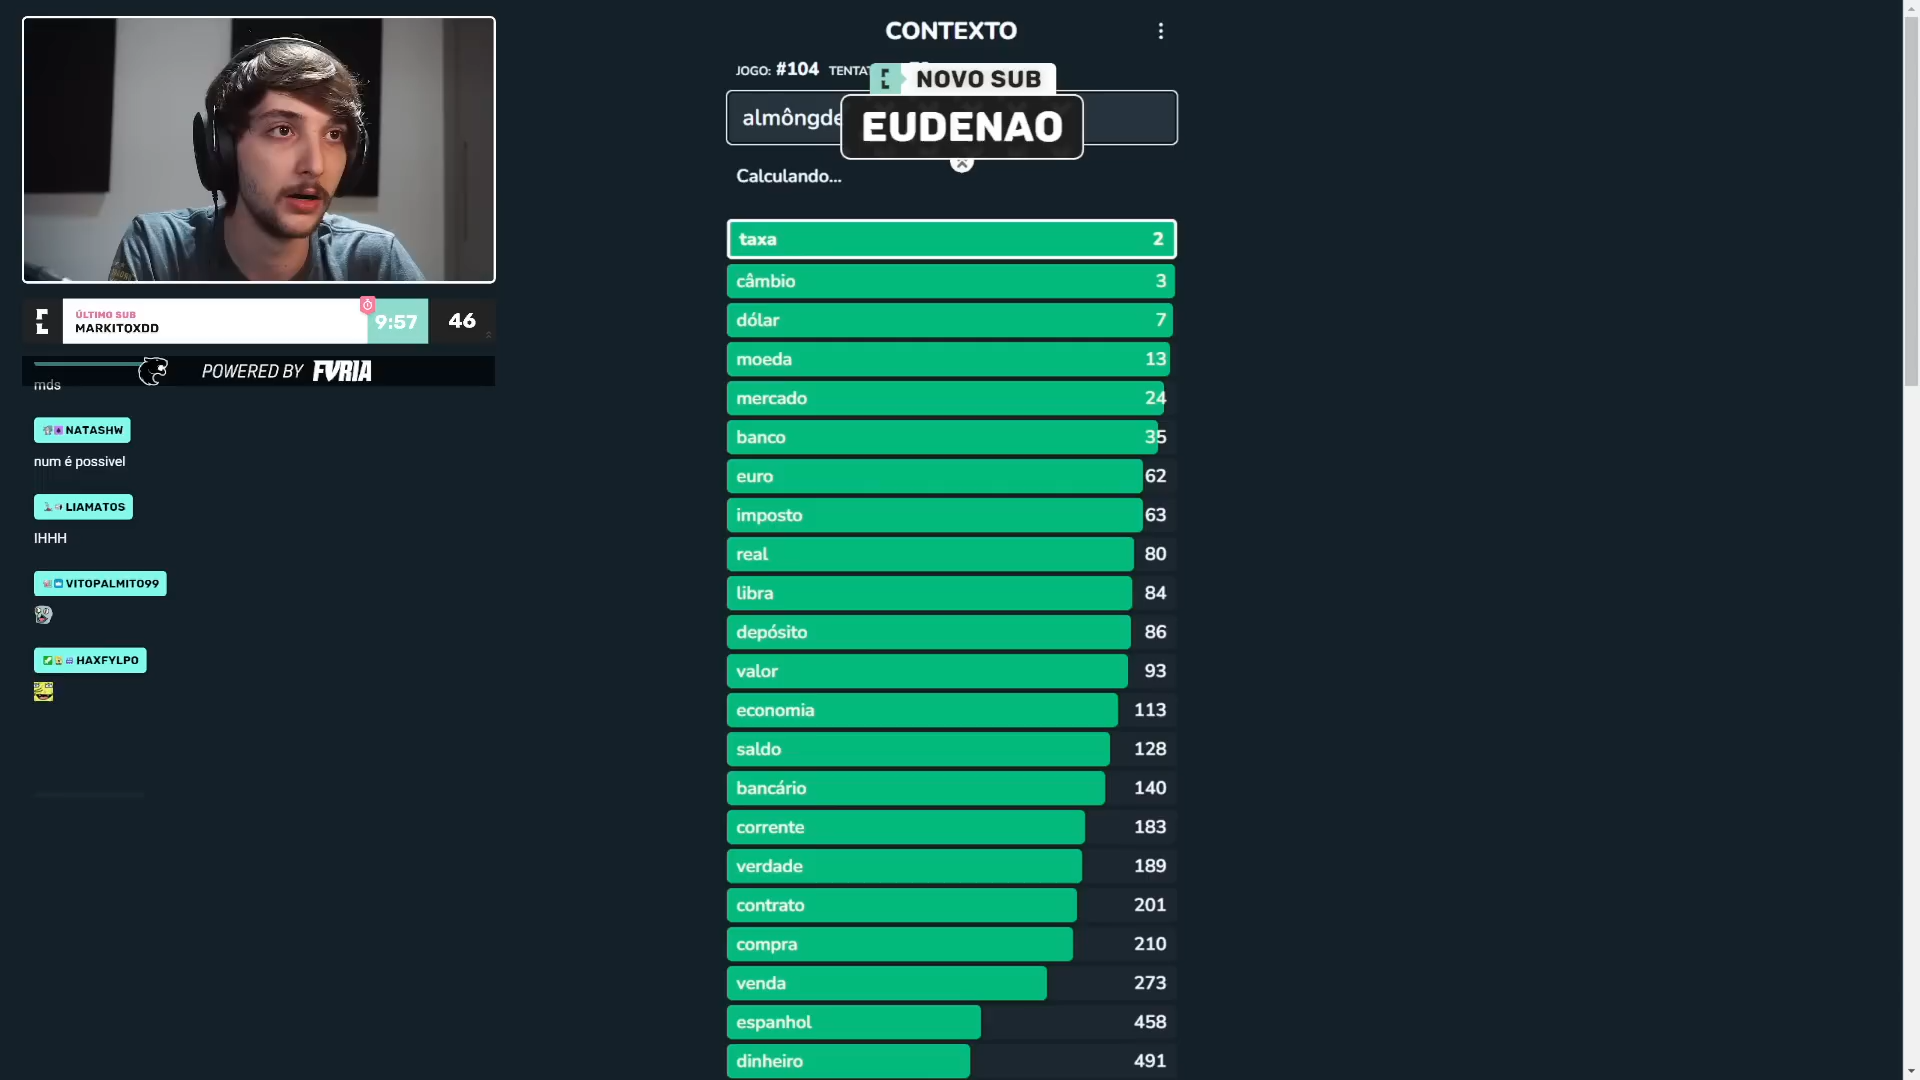 CONTEXTO
JOGO: #104 TENTA
NOVO SUB
almôngde
EUDENAO
Calculando...
taxa 2
câmbio 3
dólar 7
moeda 13
mercado 24
banco 35
euro 62
imposto 63
real 80
libra 84
depósito 86
valor 93
economia 113
saldo 128
bancário 140
corrente 183
verdade 189
contrato 201
compra 210
venda 273
espanhol 458
dinheiro 491
ÚLTIMO SUB
MARKITOXDD
9:57
46
POWERED BY FURIA
mds
NATASHW
num é possivel
LIAMATOS
IHHH
VITOPALMITO99
HAXFYLPO